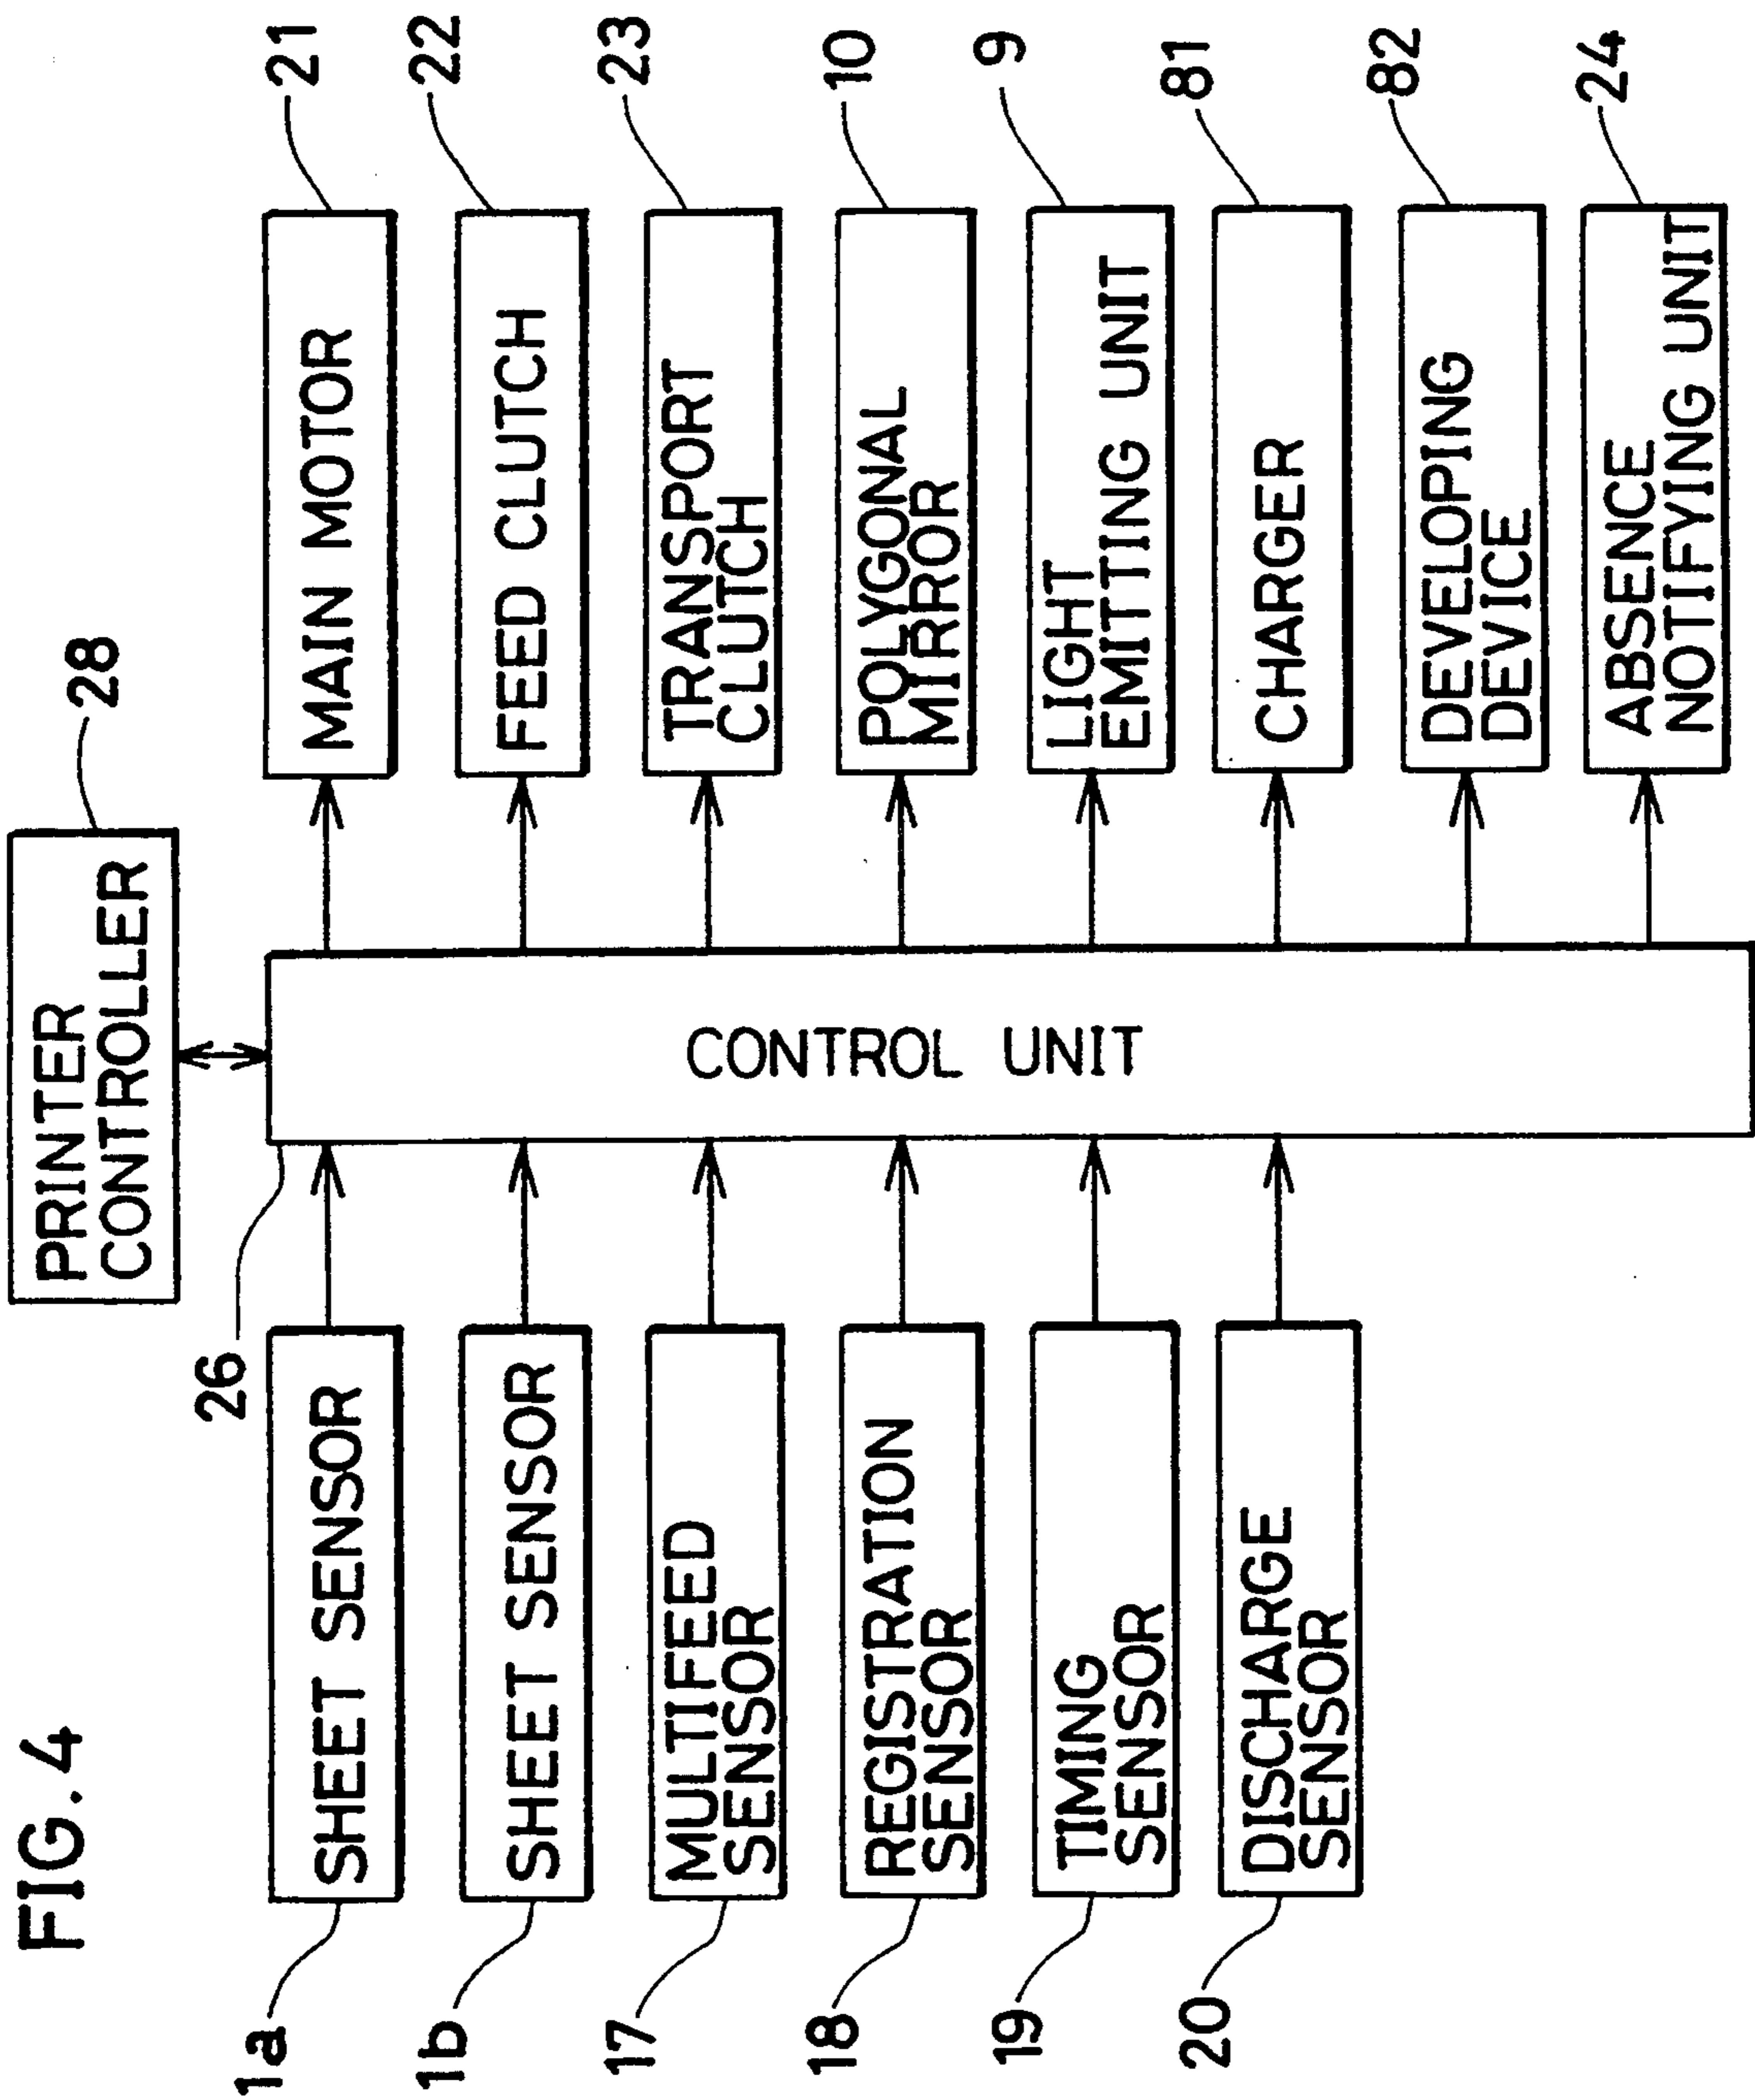 FIG. 4
PRINTER
CONTROLLER
28
26
CONTROL UNIT
1a
SHEET SENSOR
1b
SHEET SENSOR
17
MULTIFEED
SENSOR
18
REGISTRATION
SENSOR
19
TIMING
SENSOR
20
DISCHARGE
SENSOR
MAIN MOTOR
21
FEED CLUTCH
22
TRANSPORT
CLUTCH
23
POLYGONAL
MIRROR
10
LIGHT
EMITTING UNIT
9
CHARGER
81
DEVELOPING
DEVICE
82
ABSENCE
NOTIFYING UNIT
24